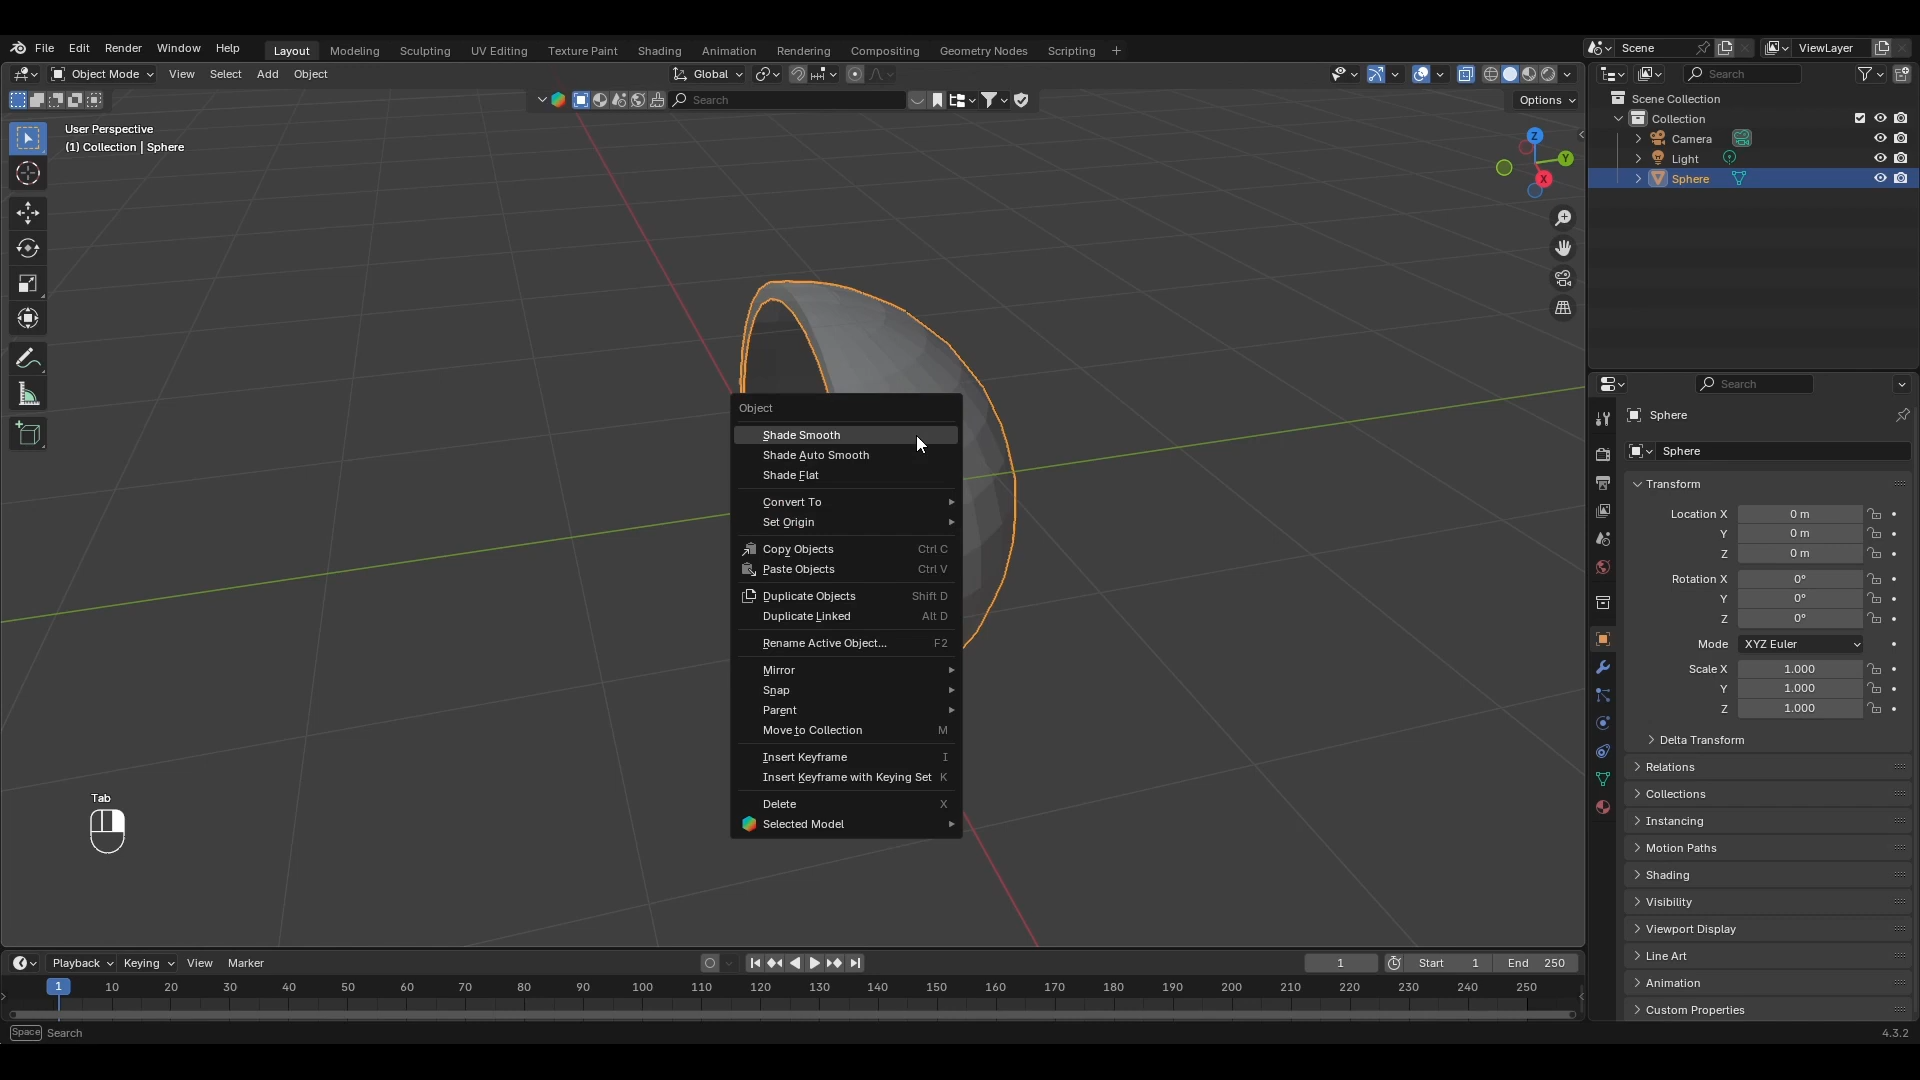 File Edit Render Window Help Layout Modeling Sculpting UV Editing Texture Paint Shading Animation Rendering Compositing Geometry Nodes Scripting + Scene ViewLayer
Object Mode View Select Add Object Global Search
Search Options
User Perspective
(1) Collection | Sphere
Z
Y
X
Scene Collection
Collection
Camera
Light
Sphere
Object
Shade Smooth
Shade Auto Smooth
Shade Flat
Convert To
Set Origin
Copy Objects Ctrl C
Paste Objects Ctrl V
Duplicate Objects Shift D
Duplicate Linked Alt D
Rename Active Object... F2
Mirror
Snap
Parent
Move to Collection M
Insert Keyframe I
Insert Keyframe with Keying Set K
Delete X
Selected Model
Tab
Search
Sphere
Sphere
Transform
Location X 0 m
Y 0 m
Z 0 m
Rotation X 0°
Y 0°
Z 0°
Mode XYZ Euler
Scale X 1.000
Y 1.000
Z 1.000
Delta Transform
Relations
Collections
Instancing
Motion Paths
Shading
Visibility
Viewport Display
Line Art
Animation
Custom Properties
Playback Keying View Marker 1 Start 1 End 250
1 10 20 30 40 50 60 70 80 90 100 110 120 130 140 150 160 170 180 190 200 210 220 230 240 250
Space Search 4.3.2